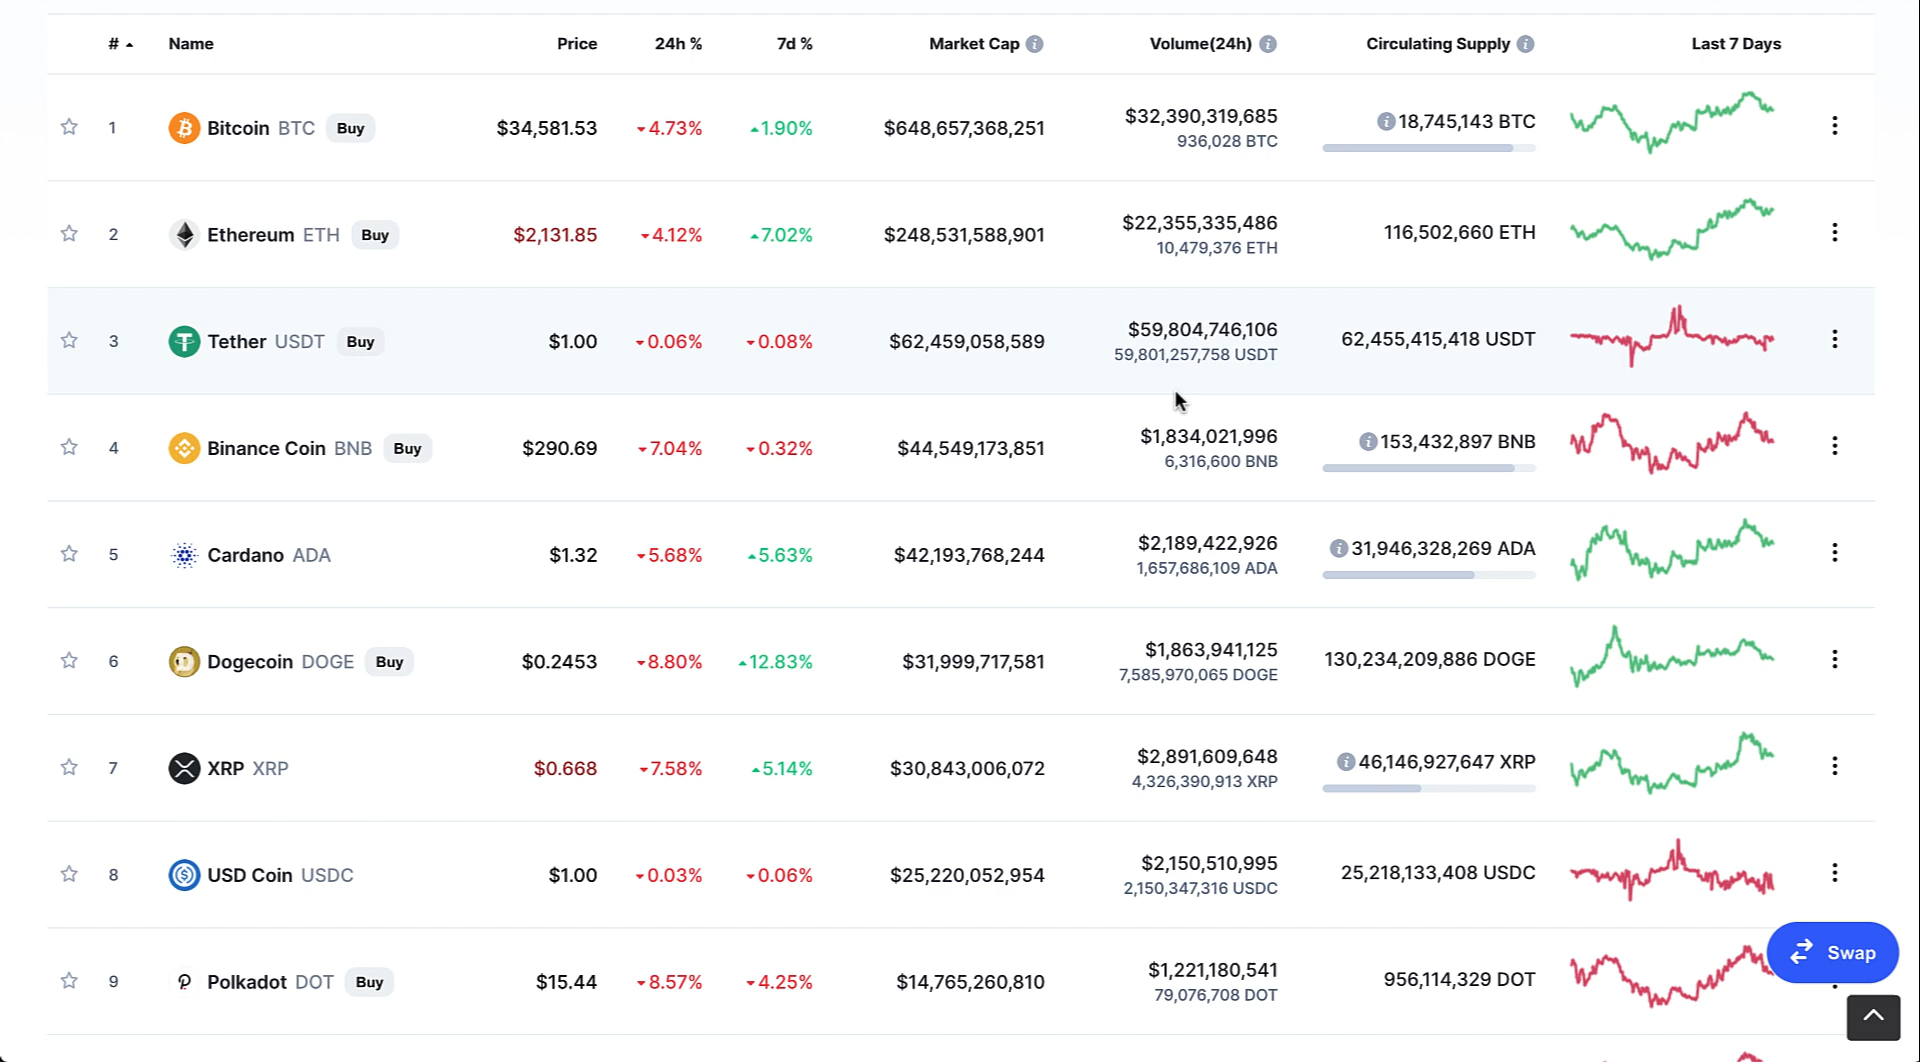 # Name Price 24h % 7d % Market Cap Volume(24h) Circulating Supply Last 7 Days
1 Bitcoin BTC Buy $34,581.53 4.73% 1.90% $648,657,368,251 $32,390,319,685 18,745,143 BTC
936,028 BTC
2 Ethereum ETH Buy $2,131.85 4.12% 7.02% $248,531,588,901 $22,355,335,486 116,502,660 ETH
10,479,376 ETH
3 Tether USDT Buy $1.00 0.06% 0.08% $62,459,058,589 $59,804,746,106 62,455,415,418 USDT
59,801,257,758 USDT
4 Binance Coin BNB Buy $290.69 7.04% 0.32% $44,549,173,851 $1,834,021,996 153,432,897 BNB
6,316,600 BNB
5 Cardano ADA $1.32 5.68% 5.63% $42,193,768,244 $2,189,422,926 31,946,328,269 ADA
1,657,686,109 ADA
6 Dogecoin DOGE Buy $0.2453 8.80% 12.83% $31,999,717,581 $1,863,941,125 130,234,209,886 DOGE
7,585,970,065 DOGE
7 XRP XRP $0.668 7.58% 5.14% $30,843,006,072 $2,891,609,648 46,146,927,647 XRP
4,326,390,913 XRP
8 USD Coin USDC $1.00 0.03% 0.06% $25,220,052,954 $2,150,510,995 25,218,133,408 USDC
2,150,347,316 USDC
9 Polkadot DOT Buy $15.44 8.57% 4.25% $14,765,260,810 $1,221,180,541 956,114,329 DOT
79,076,708 DOT
Swap